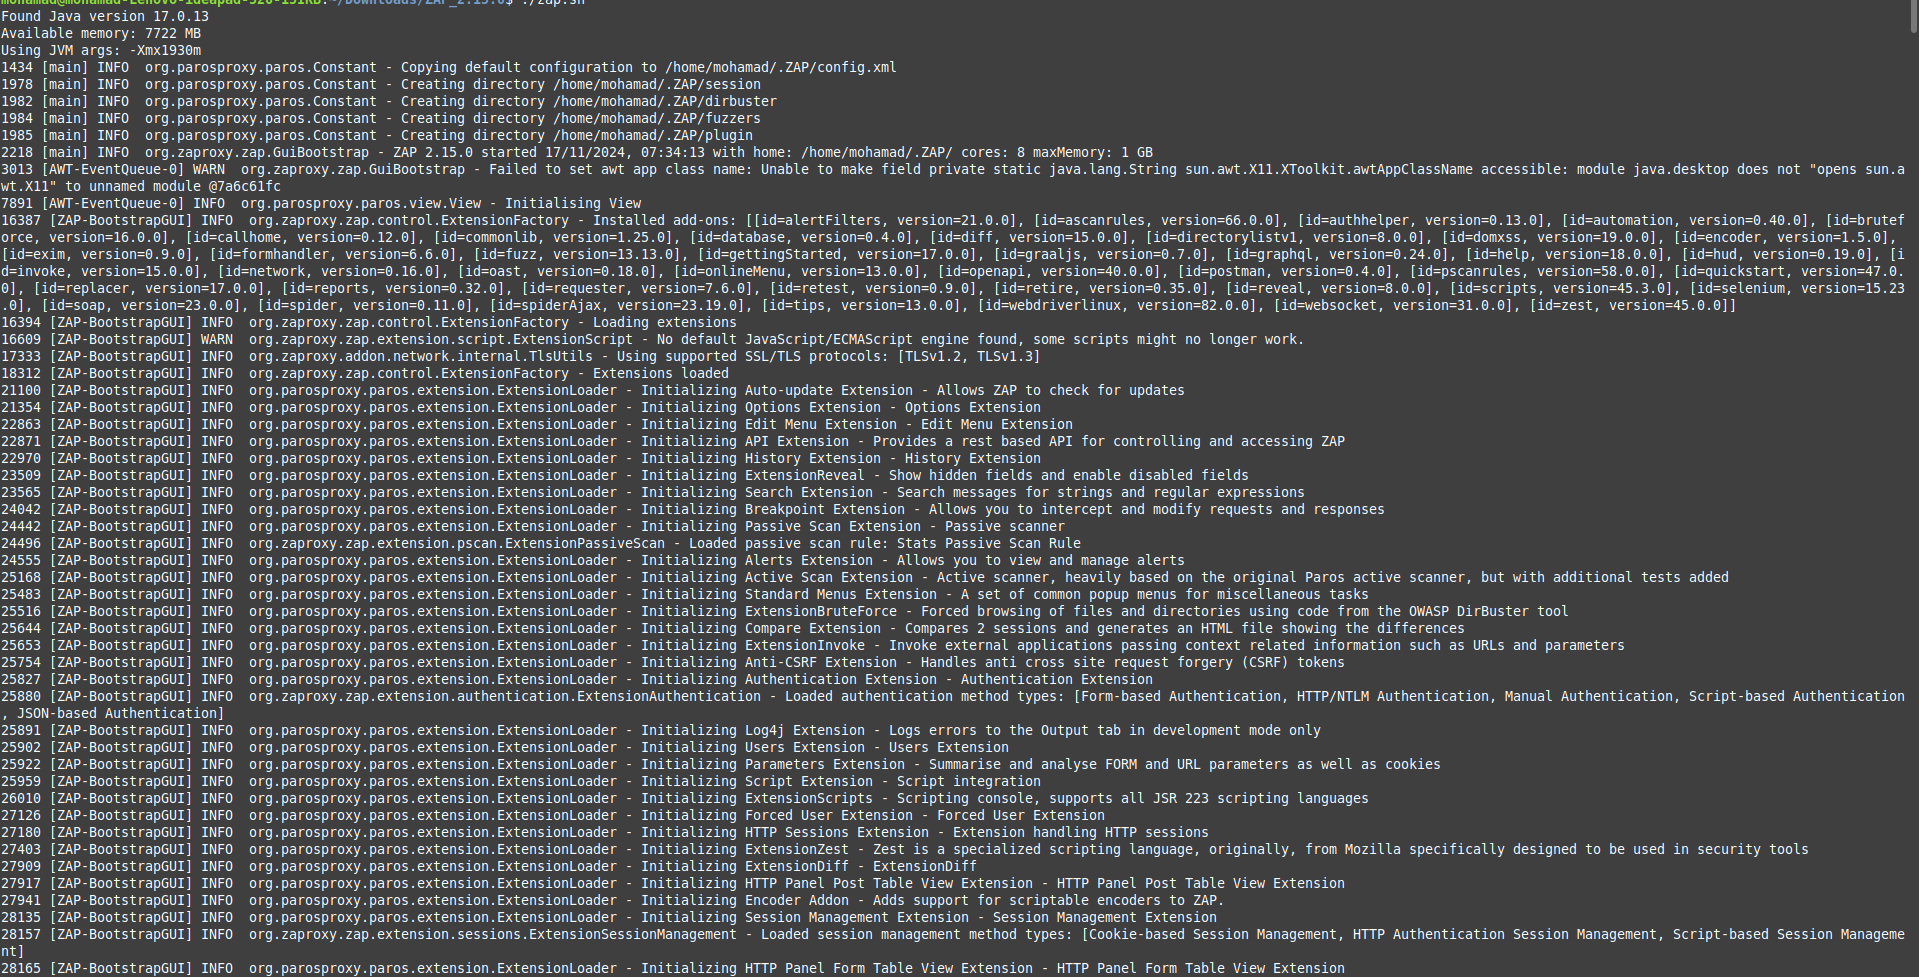 mohamad@mohamad-Lenovo-ideapad-520-15IKB:~/Downloads/ZAP_2.15.0$ ./zap.sh
Found Java version 17.0.13
Available memory: 7722 MB
Using JVM args: -Xmx1930m
1434 [main] INFO  org.parosproxy.paros.Constant - Copying default configuration to /home/mohamad/.ZAP/config.xml
1978 [main] INFO  org.parosproxy.paros.Constant - Creating directory /home/mohamad/.ZAP/session
1982 [main] INFO  org.parosproxy.paros.Constant - Creating directory /home/mohamad/.ZAP/dirbuster
1984 [main] INFO  org.parosproxy.paros.Constant - Creating directory /home/mohamad/.ZAP/fuzzers
1985 [main] INFO  org.parosproxy.paros.Constant - Creating directory /home/mohamad/.ZAP/plugin
2218 [main] INFO  org.zaproxy.zap.GuiBootstrap - ZAP 2.15.0 started 17/11/2024, 07:34:13 with home: /home/mohamad/.ZAP/ cores: 8 maxMemory: 1 GB
3013 [AWT-EventQueue-0] WARN  org.zaproxy.zap.GuiBootstrap - Failed to set awt app class name: Unable to make field private static java.lang.String sun.awt.X11.XToolkit.awtAppClassName accessible: module java.desktop does not "opens sun.a
wt.X11" to unnamed module @7a6c61fc
7891 [AWT-EventQueue-0] INFO  org.parosproxy.paros.view.View - Initialising View
16387 [ZAP-BootstrapGUI] INFO  org.zaproxy.zap.control.ExtensionFactory - Installed add-ons: [[id=alertFilters, version=21.0.0], [id=ascanrules, version=66.0.0], [id=authhelper, version=0.13.0], [id=automation, version=0.40.0], [id=brutef
orce, version=16.0.0], [id=callhome, version=0.12.0], [id=commonlib, version=1.25.0], [id=database, version=0.4.0], [id=diff, version=15.0.0], [id=directorylistv1, version=8.0.0], [id=domxss, version=19.0.0], [id=encoder, version=1.5.0],
[id=exim, version=0.9.0], [id=formhandler, version=6.6.0], [id=fuzz, version=13.13.0], [id=gettingStarted, version=17.0.0], [id=graaljs, version=0.7.0], [id=graphql, version=0.24.0], [id=help, version=18.0.0], [id=hud, version=0.19.0], [i
d=invoke, version=15.0.0], [id=network, version=0.16.0], [id=oast, version=0.18.0], [id=onlineMenu, version=13.0.0], [id=openapi, version=40.0.0], [id=postman, version=0.4.0], [id=pscanrules, version=58.0.0], [id=quickstart, version=47.0.
0], [id=replacer, version=17.0.0], [id=reports, version=0.32.0], [id=requester, version=7.6.0], [id=retest, version=0.9.0], [id=retire, version=0.35.0], [id=reveal, version=8.0.0], [id=scripts, version=45.3.0], [id=selenium, version=15.23
.0], [id=soap, version=23.0.0], [id=spider, version=0.11.0], [id=spiderAjax, version=23.19.0], [id=tips, version=13.0.0], [id=webdriverlinux, version=82.0.0], [id=websocket, version=31.0.0], [id=zest, version=45.0.0]]
16394 [ZAP-BootstrapGUI] INFO  org.zaproxy.zap.control.ExtensionFactory - Loading extensions
16609 [ZAP-BootstrapGUI] WARN  org.zaproxy.zap.extension.script.ExtensionScript - No default JavaScript/ECMAScript engine found, some scripts might no longer work.
17333 [ZAP-BootstrapGUI] INFO  org.zaproxy.addon.network.internal.TlsUtils - Using supported SSL/TLS protocols: [TLSv1.2, TLSv1.3]
18312 [ZAP-BootstrapGUI] INFO  org.zaproxy.zap.control.ExtensionFactory - Extensions loaded
21100 [ZAP-BootstrapGUI] INFO  org.parosproxy.paros.extension.ExtensionLoader - Initializing Auto-update Extension - Allows ZAP to check for updates
21354 [ZAP-BootstrapGUI] INFO  org.parosproxy.paros.extension.ExtensionLoader - Initializing Options Extension - Options Extension
22863 [ZAP-BootstrapGUI] INFO  org.parosproxy.paros.extension.ExtensionLoader - Initializing Edit Menu Extension - Edit Menu Extension
22871 [ZAP-BootstrapGUI] INFO  org.parosproxy.paros.extension.ExtensionLoader - Initializing API Extension - Provides a rest based API for controlling and accessing ZAP
22970 [ZAP-BootstrapGUI] INFO  org.parosproxy.paros.extension.ExtensionLoader - Initializing History Extension - History Extension
23509 [ZAP-BootstrapGUI] INFO  org.parosproxy.paros.extension.ExtensionLoader - Initializing ExtensionReveal - Show hidden fields and enable disabled fields
23565 [ZAP-BootstrapGUI] INFO  org.parosproxy.paros.extension.ExtensionLoader - Initializing Search Extension - Search messages for strings and regular expressions
24042 [ZAP-BootstrapGUI] INFO  org.parosproxy.paros.extension.ExtensionLoader - Initializing Breakpoint Extension - Allows you to intercept and modify requests and responses
24442 [ZAP-BootstrapGUI] INFO  org.parosproxy.paros.extension.ExtensionLoader - Initializing Passive Scan Extension - Passive scanner
24496 [ZAP-BootstrapGUI] INFO  org.zaproxy.zap.extension.pscan.ExtensionPassiveScan - Loaded passive scan rule: Stats Passive Scan Rule
24555 [ZAP-BootstrapGUI] INFO  org.parosproxy.paros.extension.ExtensionLoader - Initializing Alerts Extension - Allows you to view and manage alerts
25168 [ZAP-BootstrapGUI] INFO  org.parosproxy.paros.extension.ExtensionLoader - Initializing Active Scan Extension - Active scanner, heavily based on the original Paros active scanner, but with additional tests added
25483 [ZAP-BootstrapGUI] INFO  org.parosproxy.paros.extension.ExtensionLoader - Initializing Standard Menus Extension - A set of common popup menus for miscellaneous tasks
25516 [ZAP-BootstrapGUI] INFO  org.parosproxy.paros.extension.ExtensionLoader - Initializing ExtensionBruteForce - Forced browsing of files and directories using code from the OWASP DirBuster tool
25644 [ZAP-BootstrapGUI] INFO  org.parosproxy.paros.extension.ExtensionLoader - Initializing Compare Extension - Compares 2 sessions and generates an HTML file showing the differences
25653 [ZAP-BootstrapGUI] INFO  org.parosproxy.paros.extension.ExtensionLoader - Initializing ExtensionInvoke - Invoke external applications passing context related information such as URLs and parameters
25754 [ZAP-BootstrapGUI] INFO  org.parosproxy.paros.extension.ExtensionLoader - Initializing Anti-CSRF Extension - Handles anti cross site request forgery (CSRF) tokens
25827 [ZAP-BootstrapGUI] INFO  org.parosproxy.paros.extension.ExtensionLoader - Initializing Authentication Extension - Authentication Extension
25880 [ZAP-BootstrapGUI] INFO  org.zaproxy.zap.extension.authentication.ExtensionAuthentication - Loaded authentication method types: [Form-based Authentication, HTTP/NTLM Authentication, Manual Authentication, Script-based Authentication
, JSON-based Authentication]
25891 [ZAP-BootstrapGUI] INFO  org.parosproxy.paros.extension.ExtensionLoader - Initializing Log4j Extension - Logs errors to the Output tab in development mode only
25902 [ZAP-BootstrapGUI] INFO  org.parosproxy.paros.extension.ExtensionLoader - Initializing Users Extension - Users Extension
25922 [ZAP-BootstrapGUI] INFO  org.parosproxy.paros.extension.ExtensionLoader - Initializing Parameters Extension - Summarise and analyse FORM and URL parameters as well as cookies
25959 [ZAP-BootstrapGUI] INFO  org.parosproxy.paros.extension.ExtensionLoader - Initializing Script Extension - Script integration
26010 [ZAP-BootstrapGUI] INFO  org.parosproxy.paros.extension.ExtensionLoader - Initializing ExtensionScripts - Scripting console, supports all JSR 223 scripting languages
27126 [ZAP-BootstrapGUI] INFO  org.parosproxy.paros.extension.ExtensionLoader - Initializing Forced User Extension - Forced User Extension
27180 [ZAP-BootstrapGUI] INFO  org.parosproxy.paros.extension.ExtensionLoader - Initializing HTTP Sessions Extension - Extension handling HTTP sessions
27403 [ZAP-BootstrapGUI] INFO  org.parosproxy.paros.extension.ExtensionLoader - Initializing ExtensionZest - Zest is a specialized scripting language, originally, from Mozilla specifically designed to be used in security tools
27909 [ZAP-BootstrapGUI] INFO  org.parosproxy.paros.extension.ExtensionLoader - Initializing ExtensionDiff - ExtensionDiff
27917 [ZAP-BootstrapGUI] INFO  org.parosproxy.paros.extension.ExtensionLoader - Initializing HTTP Panel Post Table View Extension - HTTP Panel Post Table View Extension
27941 [ZAP-BootstrapGUI] INFO  org.parosproxy.paros.extension.ExtensionLoader - Initializing Encoder Addon - Adds support for scriptable encoders to ZAP.
28135 [ZAP-BootstrapGUI] INFO  org.parosproxy.paros.extension.ExtensionLoader - Initializing Session Management Extension - Session Management Extension
28157 [ZAP-BootstrapGUI] INFO  org.zaproxy.zap.extension.sessions.ExtensionSessionManagement - Loaded session management method types: [Cookie-based Session Management, HTTP Authentication Session Management, Script-based Session Manageme
nt]
28165 [ZAP-BootstrapGUI] INFO  org.parosproxy.paros.extension.ExtensionLoader - Initializing HTTP Panel Form Table View Extension - HTTP Panel Form Table View Extension